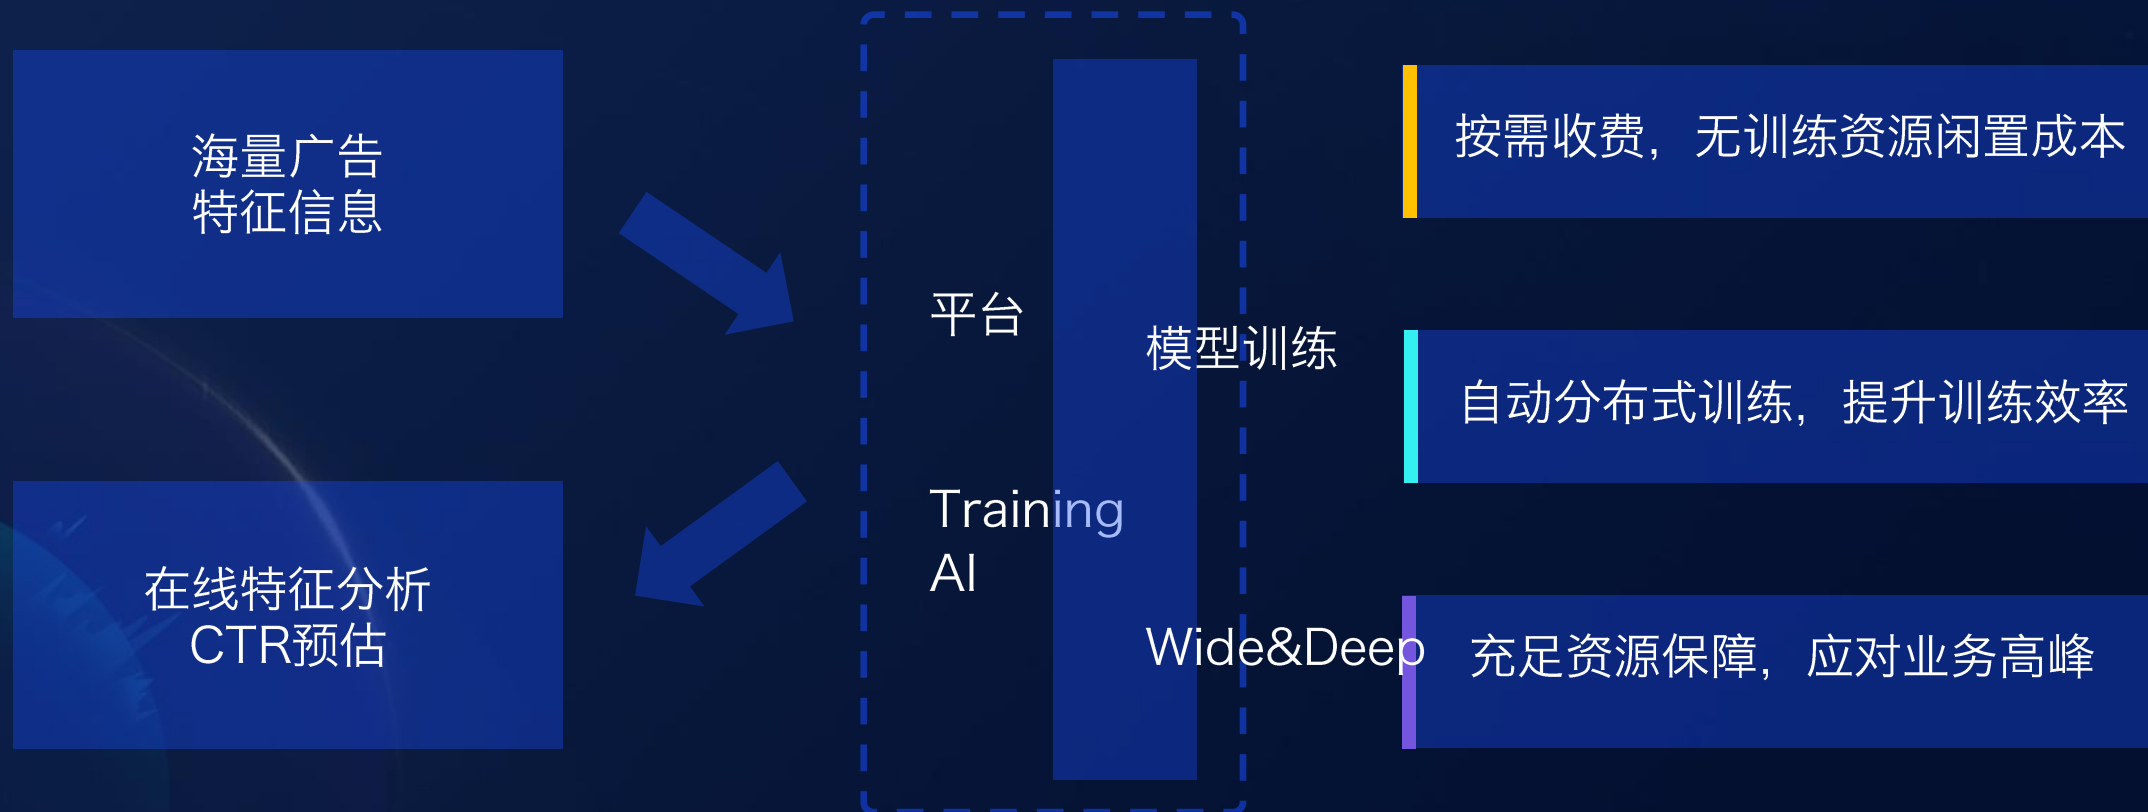 海量广告
特征信息
在线特征分析
CTR预估
平台
Training
AI
模型训练
Wide&Deep
按需收费，无训练资源闲置成本
自动分布式训练，提升训练效率
充足资源保障，应对业务高峰